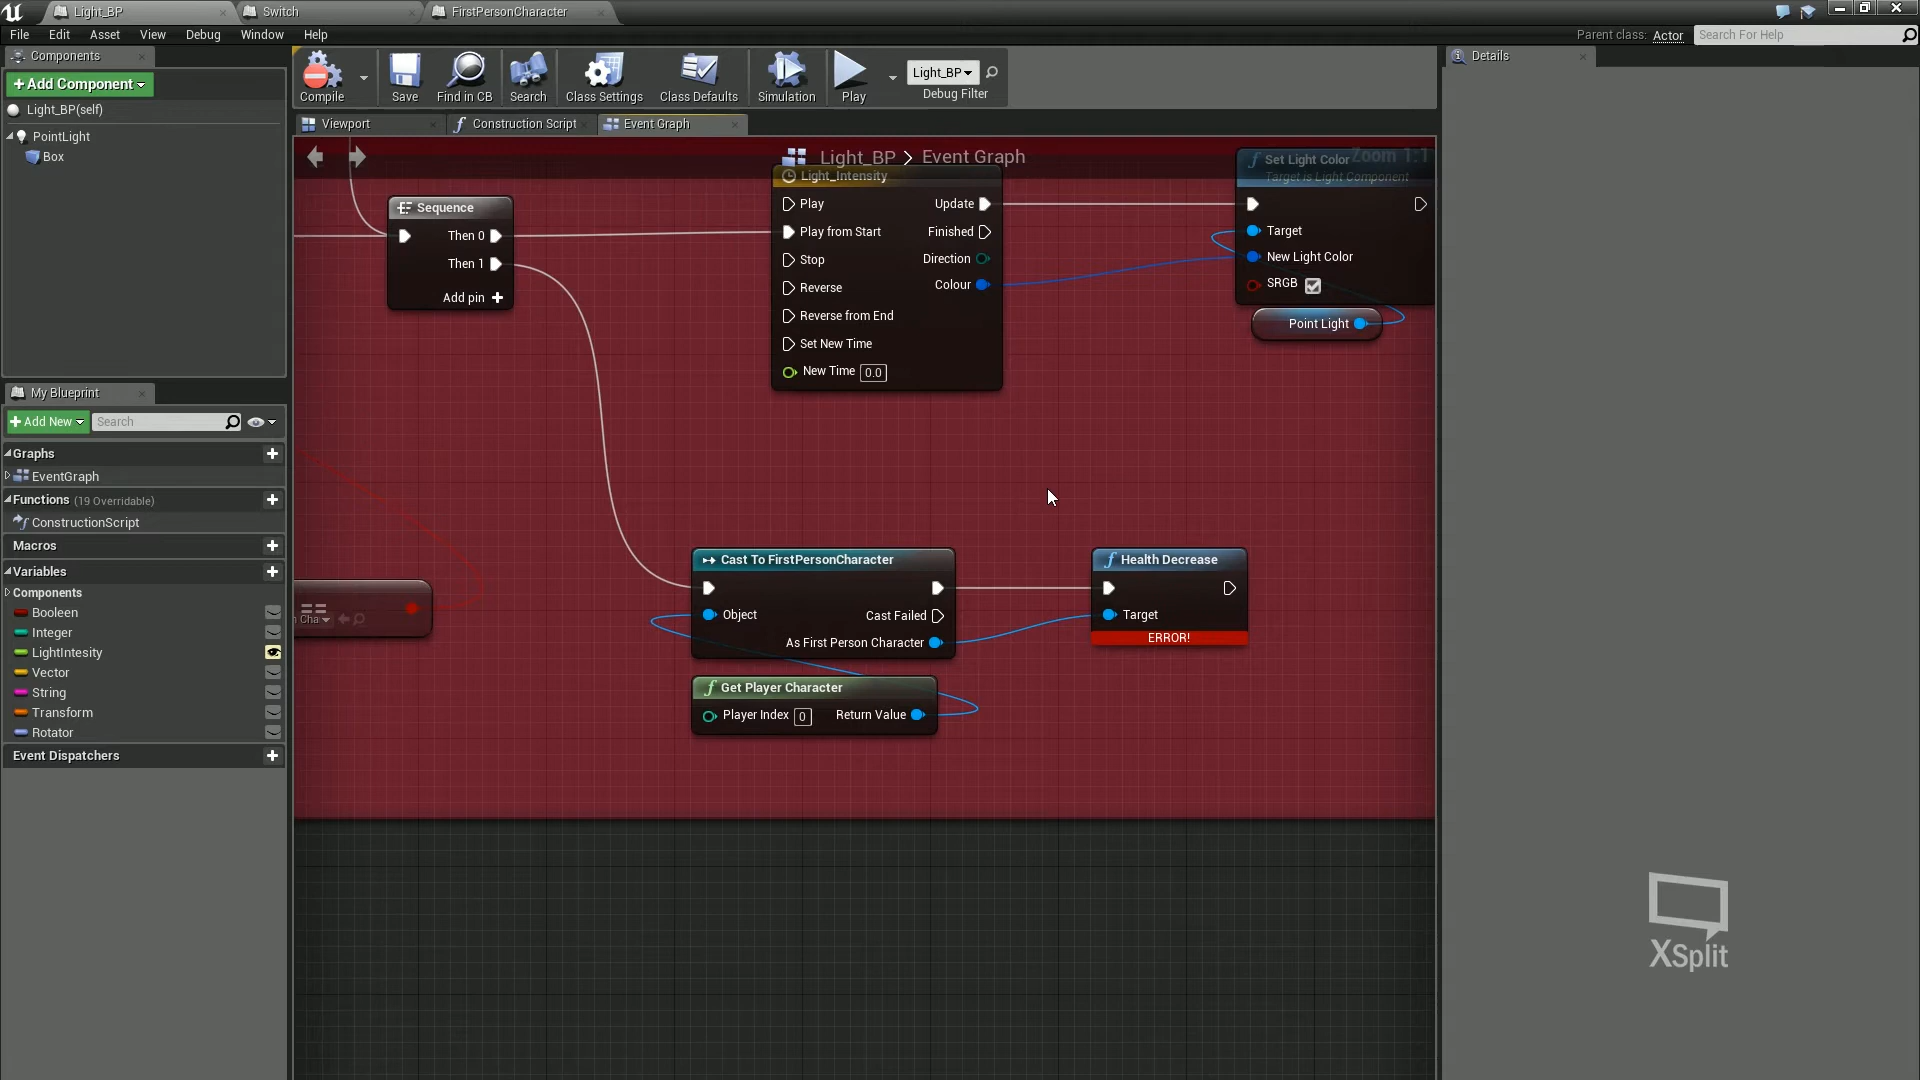 Light_BP
Switch
FirstPersonCharacter
File Edit Asset View Debug Window Help
Parent class: Actor
Search For Help
Components
+ Add Component
Light_BP(self)
PointLight
Box
Compile
Save
Find in CB
Search
Class Settings
Class Defaults
Simulation
Play
Light_BP
Debug Filter
Details
Viewport
Construction Script
Event Graph
Light_BP > Event Graph
Zoom 1:1
Sequence
Then 0
Then 1
Add pin +
Light_Intensity
Play
Update
Play from Start
Finished
Stop
Direction
Reverse
Colour
Reverse from End
Set New Time
New Time 0.0
Set Light Color
Target is Light Component
Target
New Light Color
SRGB
Point Light
My Blueprint
+ Add New
Search
Graphs
EventGraph
Functions (19 Overridable)
ConstructionScript
Macros
Variables
Components
Booleen
Integer
LightIntesity
Vector
String
Transform
Rotator
Event Dispatchers
==
Cast To FirstPersonCharacter
Object
Cast Failed
As First Person Character
Health Decrease
Target
ERROR!
Get Player Character
Player Index 0
Return Value
XSplit